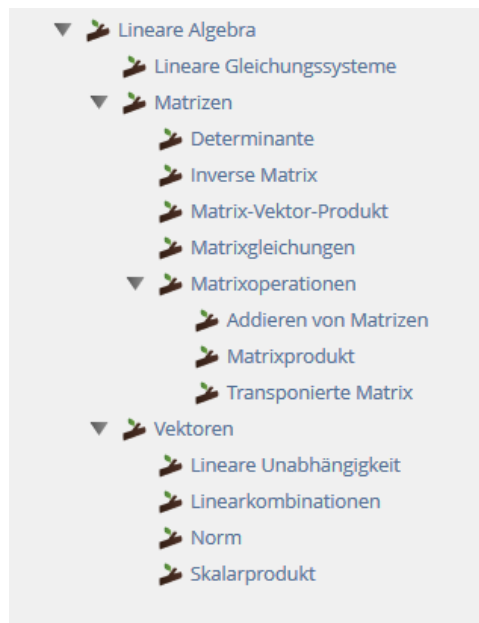 Lineare Algebra
Lineare Gleichungssysteme
Matrizen
Determinante
Inverse Matrix
Matrix-Vektor-Produkt
Matrixgleichungen
Matrixoperationen
Addieren von Matrizen
Matrixprodukt
Transponierte Matrix
Vektoren
Lineare Unabhängigkeit
Linearkombinationen
Norm
Skalarprodukt